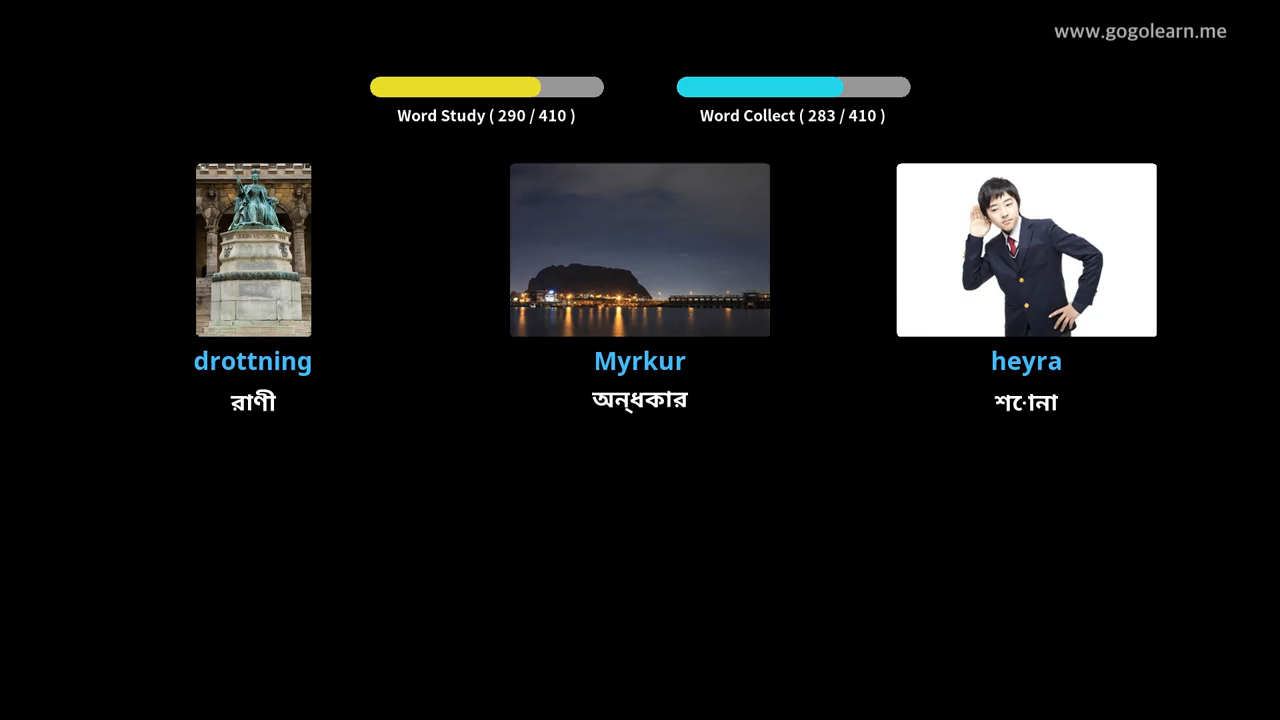 www.gogolearn.me
Word Study ( 290 / 410 )
Word Collect ( 283 / 410 )
drottning
Myrkur
heyra
রাণী
অন্ধকার
শোনা